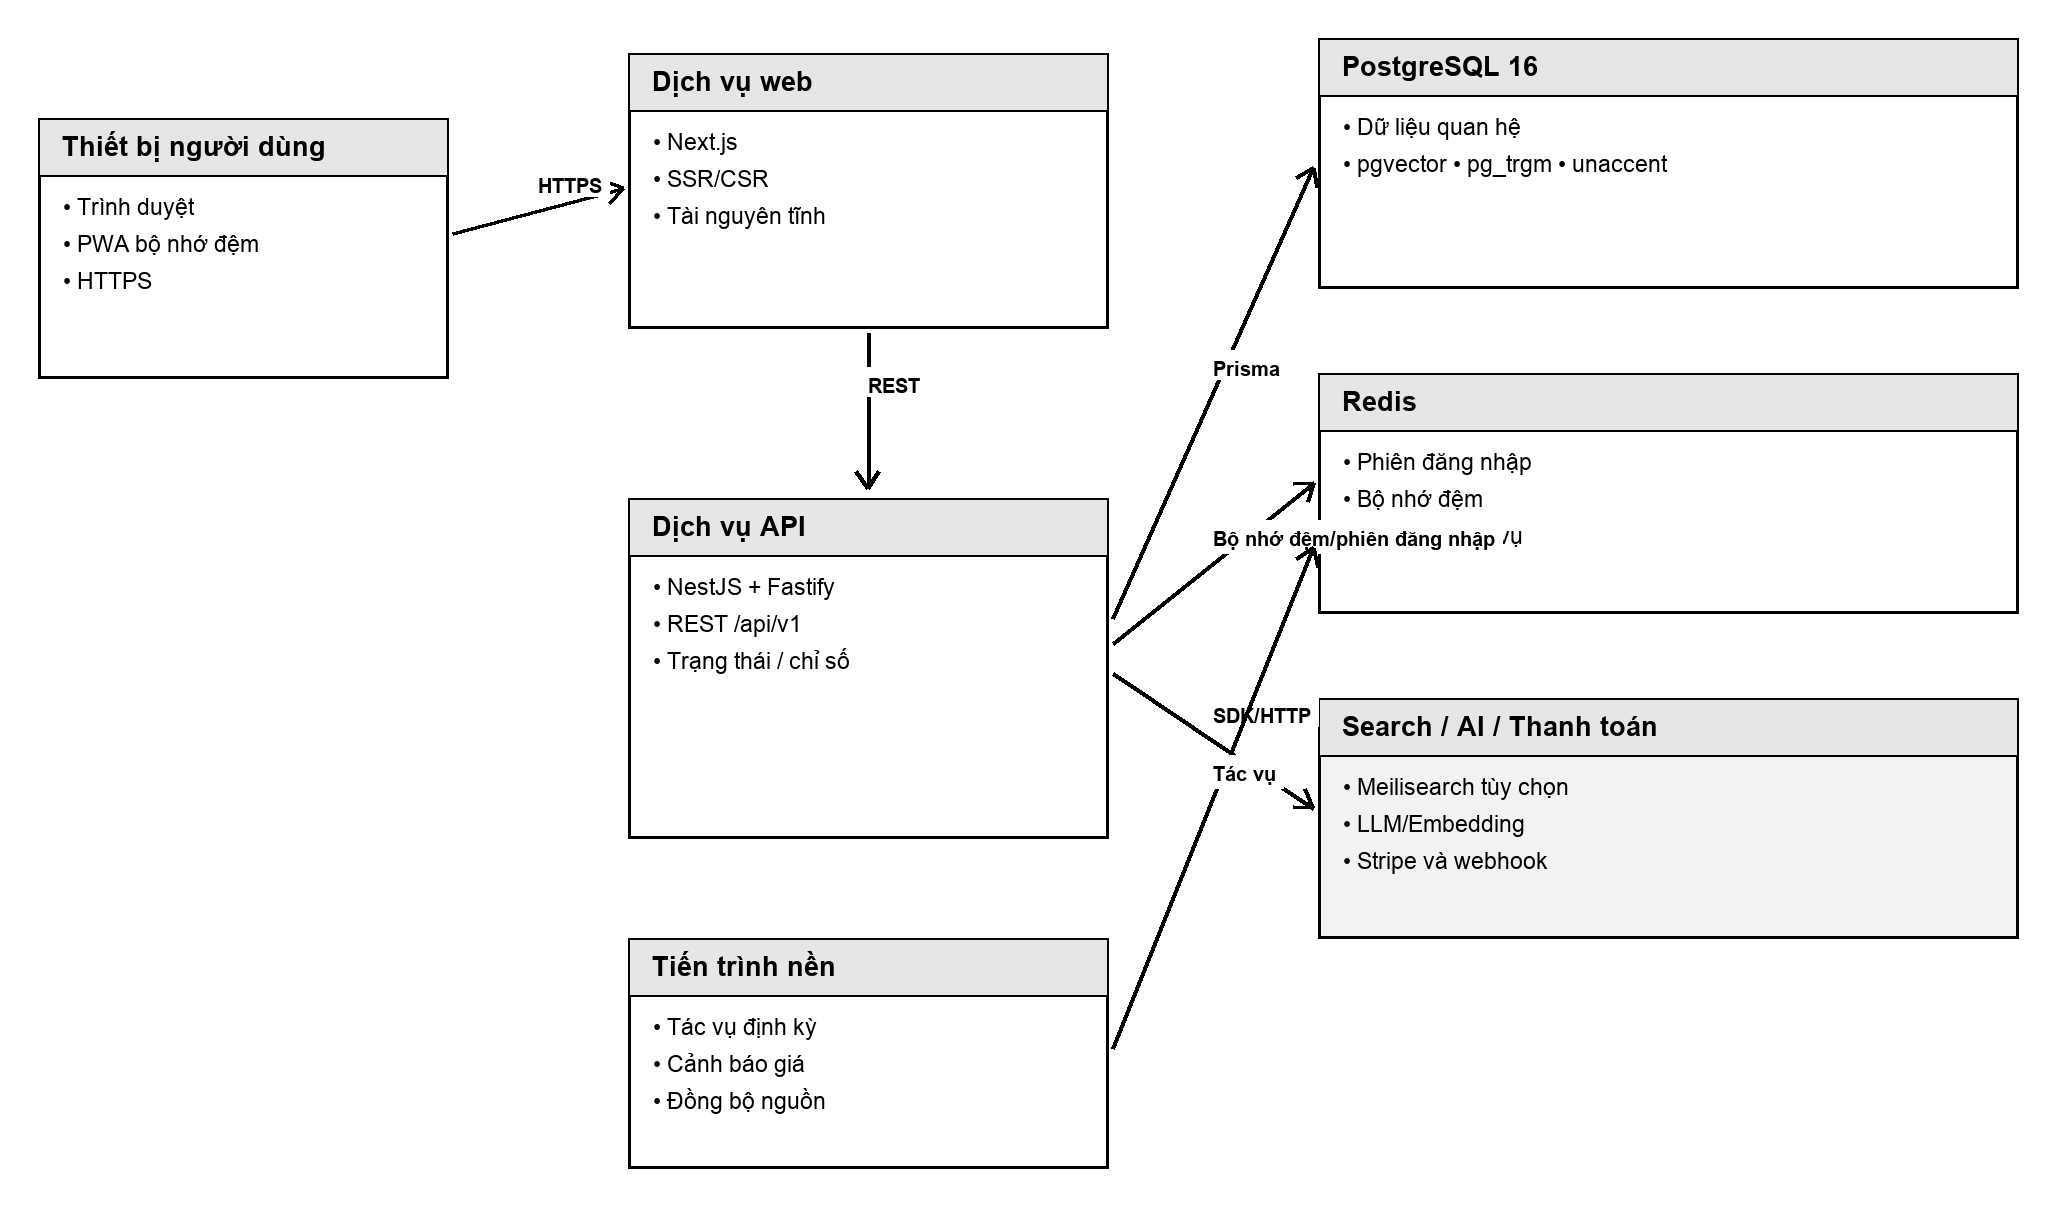 Thiết bị người dùng
• Trình duyệt
• PWA bộ nhớ đệm
• HTTPS
HTTPS
Dịch vụ web
• Next.js
• SSR/CSR
• Tài nguyên tĩnh
REST
Dịch vụ API
• NestJS + Fastify
• REST /api/v1
• Trạng thái / chỉ số
Tiến trình nền
• Tác vụ định kỳ
• Cảnh báo giá
• Đồng bộ nguồn
Prisma
Bộ nhớ đệm/phiên đăng nhập
SDK/HTTP
Tác vụ
PostgreSQL 16
• Dữ liệu quan hệ
• pgvector • pg_trgm • unaccent
Redis
• Phiên đăng nhập
• Bộ nhớ đệm
Search / AI / Thanh toán
• Meilisearch tùy chọn
• LLM/Embedding
• Stripe và webhook